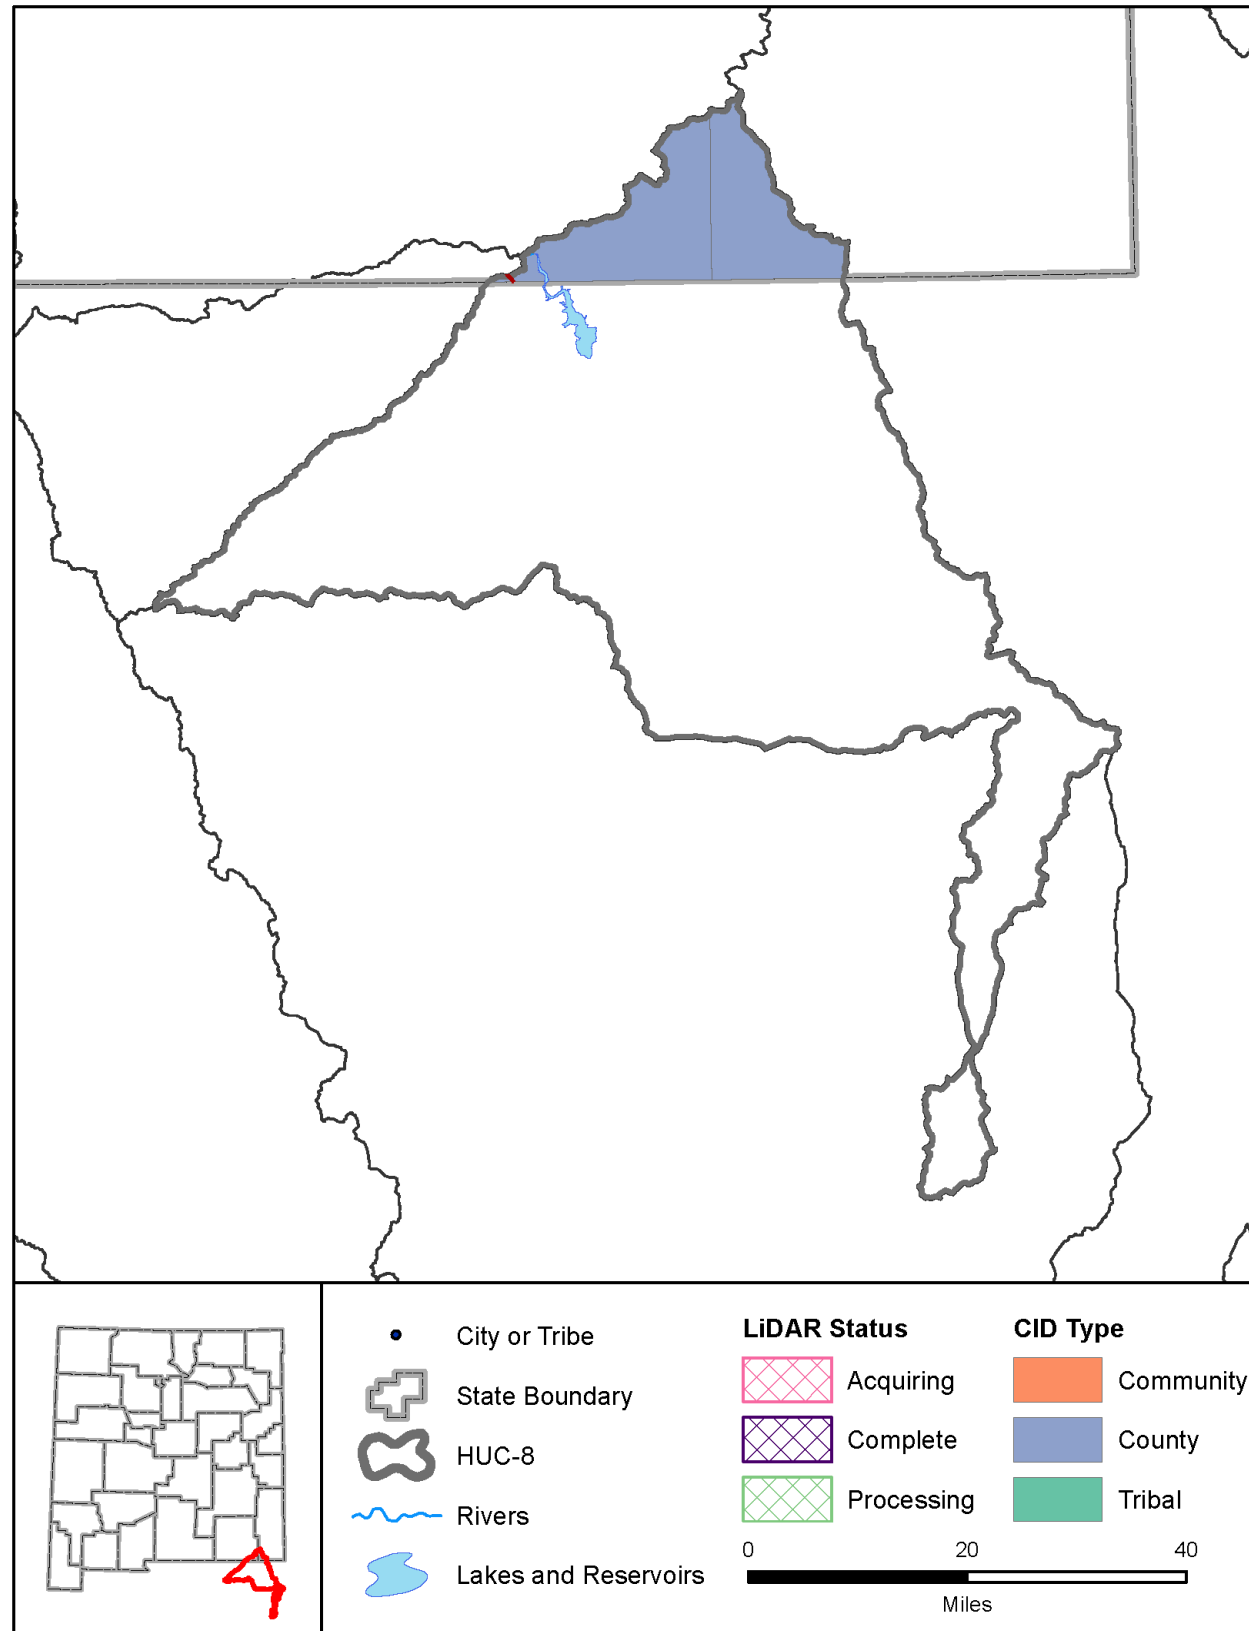 City or Tribe
State Boundary
HUC-8
Rivers
Lakes and Reservoirs
LiDAR Status
Acquiring
Complete
Processing
CID Type
Community
County
Tribal
0 20 40
Miles